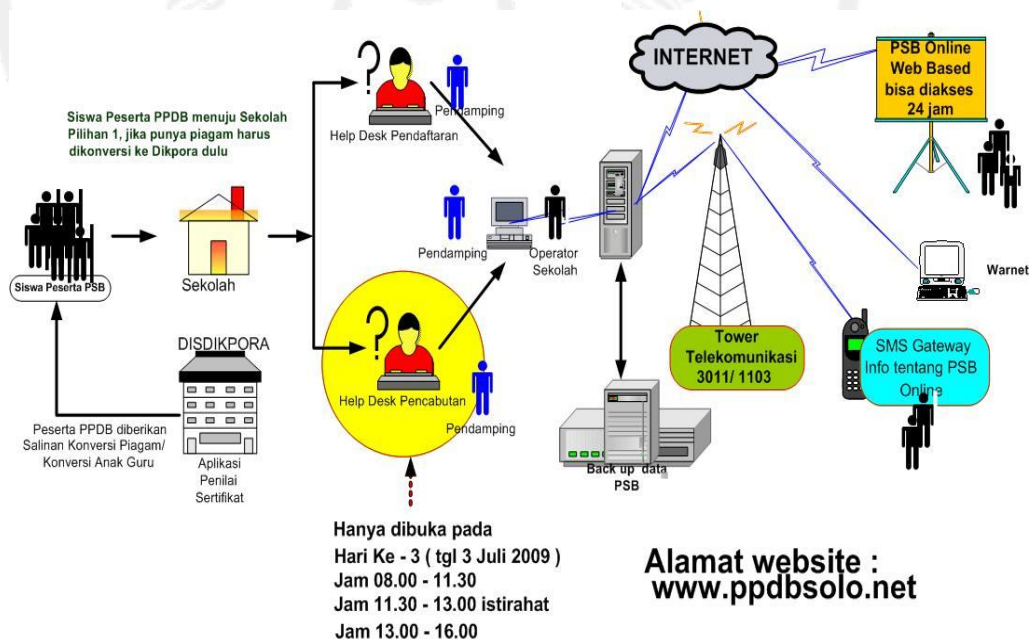 Siswa Peserta PPDB menuju Sekolah
Pilihan 1, jika punya piagam harus
dikonversi ke Dikpora dulu
Siswa Peserta PSB
Sekolah
DISDIKPORA
Peserta PPDB diberikan
Salinan Konversi Piagam/
Konversi Anak Guru
Aplikasi
Penilai
Sertifikat
?
Pendamping
Help Desk Pendaftaran
Pendamping
Operator
Sekolah
?
Help Desk Pencabutan
Pendamping
Hanya dibuka pada
Hari Ke - 3 ( tgl 3 Juli 2009 )
Jam 08.00 - 11.30
Jam 11.30 - 13.00 istirahat
Jam 13.00 - 16.00
INTERNET
PSB Online
Web Based
bisa diakses
24 jam
Warnet
Tower
Telekomunikasi
3011/ 1103
SMS Gateway
Info tentang PSB
Online
Back up data
PSB
Alamat website :
www.ppdbsolo.net